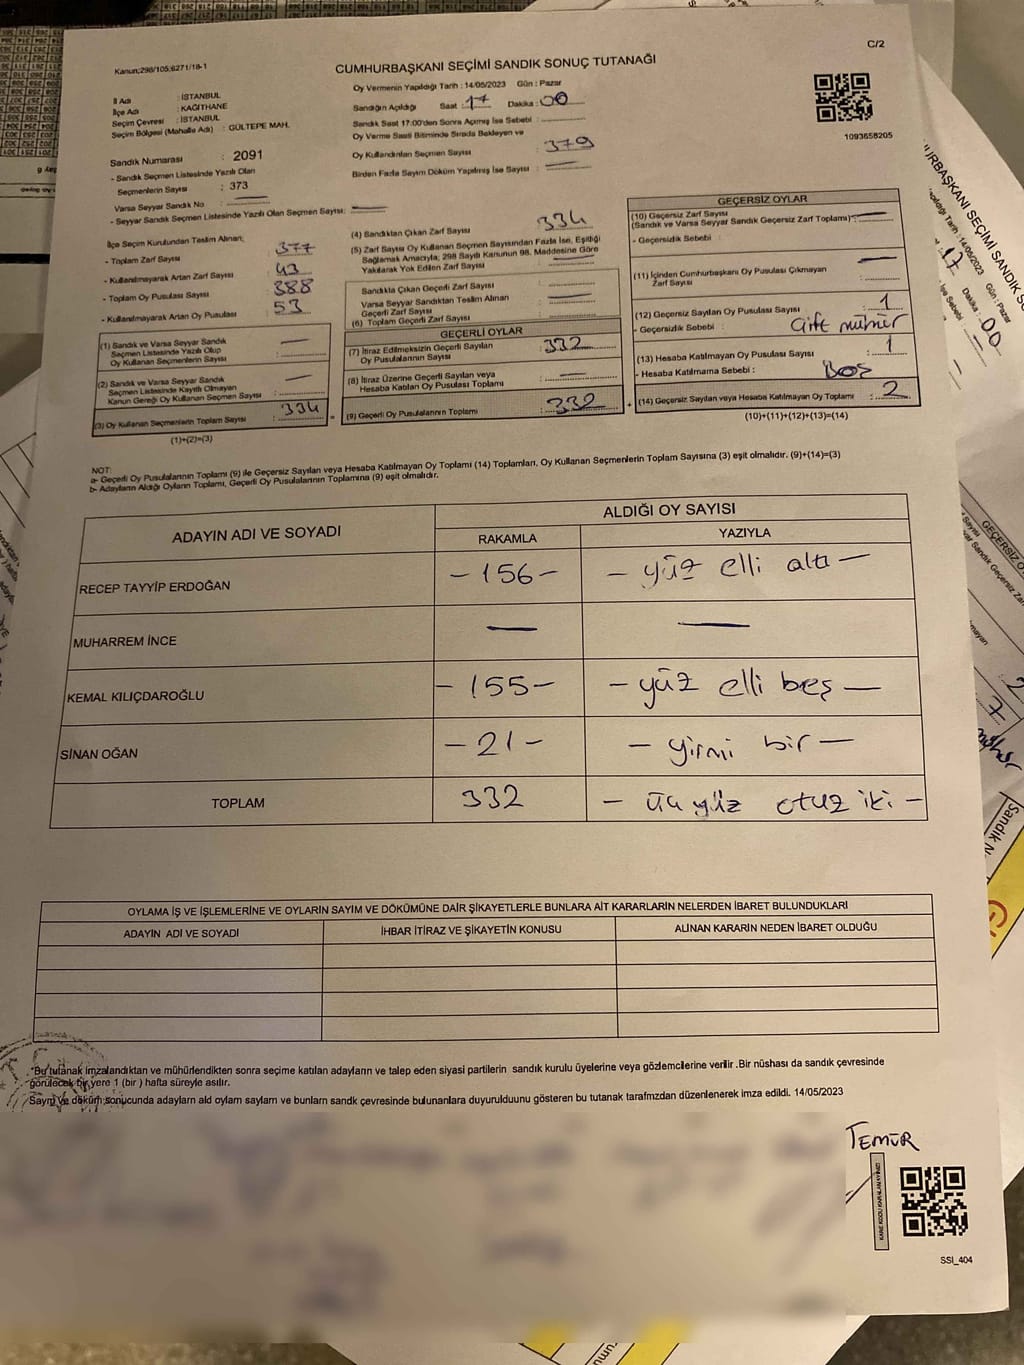 C/2
Kanun:298/105;6271/18-1
CUMHURBAŞKANI SEÇİMİ SANDIK SONUÇ TUTANAĞI
İl Adı : İSTANBUL
İlçe Adı : KAĞITHANE
Seçim Çevresi : İSTANBUL
Seçim Bölgesi (Mahalle Adı) : GÜLTEPE MAH.
Sandık Numarası : 2091
- Sandık Seçmen Listesinde Yazılı Olan
Seçmenlerin Sayısı : 373
Varsa Seyyar Sandık No :
- Seyyar Sandık Seçmen Listesinde Yazılı Olan Seçmen Sayısı:
Oy Vermenin Yapıldığı Tarih : 14/05/2023 Gün : Pazar
Sandığın Açıldığı Saat : 17 Dakika : 00
Sandık Saat 17:00'den Sonra Açılmış İse Sebebi :
Oy Verme Saati Bitiminde Sırada Bekleyen ve
Oy Kullandırılan Seçmen Sayısı : 379
Birden Fazla Sayım Döküm Yapılmış İse Sayısı :
1093658205
İlçe Seçim Kurulundan Teslim Alınan;
- Toplam Zarf Sayısı : 377
- Kullanılmayarak Artan Zarf Sayısı : 43
- Toplam Oy Pusulası Sayısı : 388
- Kullanılmayarak Artan Oy Pusulası : 53
(1) Sandık ve Varsa Seyyar Sandık
Seçmen Listesinde Yazılı Olup
Oy Kullanan Seçmenlerin Sayısı
(2) Sandık ve Varsa Seyyar Sandık
Seçmen Listesinde Kayıtlı Olmayan
Kanun Gereği Oy Kullanan Seçmen Sayısı
(3) Oy Kullanan Seçmenlerin Toplam Sayısı : 334
(1)+(2)=(3)
(4) Sandıktan Çıkan Zarf Sayısı : 334
(5) Zarf Sayısı Oy Kullanan Seçmen Sayısından Fazla İse, Eşitliği
Sağlamak Amacıyla; 298 Sayılı Kanunun 98. Maddesine Göre
Yakılarak Yok Edilen Zarf Sayısı
Sandıkta Çıkan Geçerli Zarf Sayısı
Varsa Seyyar Sandıktan Teslim Alınan
Geçerli Zarf Sayısı
(6) Toplam Geçerli Zarf Sayısı
GEÇERLİ OYLAR
(7) İtiraz Edilmeksizin Geçerli Sayılan
Oy Pusulalarının Sayısı : 332
(8) İtiraz Üzerine Geçerli Sayılan veya
Hesaba Katılan Oy Pusulası Toplamı
(9) Geçerli Oy Pusulalarının Toplamı : 332
GEÇERSİZ OYLAR
(10) Geçersiz Zarf Sayısı
(Sandık ve Varsa Seyyar Sandık Geçersiz Zarf Toplamı)
- Geçersizlik Sebebi :
(11) İçinden Cumhurbaşkanı Oy Pusulası Çıkmayan
Zarf Sayısı
(12) Geçersiz Sayılan Oy Pusulası Sayısı : 1
- Geçersizlik Sebebi : Çift mühür
(13) Hesaba Katılmayan Oy Pusulası Sayısı : 1
- Hesaba Katılmama Sebebi : Boş
(14) Geçersiz Sayılan veya Hesaba Katılmayan Oy Toplamı : 2
(10)+(11)+(12)+(13)=(14)
NOT:
a- Geçerli Oy Pusulalarının Toplamı (9) ile Geçersiz Sayılan veya Hesaba Katılmayan Oy Toplamı (14) Toplamları, Oy Kullanan Seçmenlerin Toplam Sayısına (3) eşit olmalıdır. (9)+(14)=(3)
b- Adayların Aldığı Oyların Toplamı, Geçerli Oy Pusulalarının Toplamına (9) eşit olmalıdır.
ADAYIN ADI VE SOYADI
ALDIĞI OY SAYISI
RAKAMLA YAZIYLA
RECEP TAYYİP ERDOĞAN - 156 - - yüz elli altı -
MUHARREM İNCE — —
KEMAL KILIÇDAROĞLU - 155 - - yüz elli beş -
SİNAN OĞAN - 21 - - yirmi bir -
TOPLAM 332 - üç yüz otuz iki -
OYLAMA İŞ VE İŞLEMLERİNE VE OYLARIN SAYIM VE DÖKÜMÜNE DAİR ŞİKAYETLERLE BUNLARA AİT KARARLARIN NELERDEN İBARET BULUNDUKLARI
ADAYIN ADI VE SOYADI İHBAR İTİRAZ VE ŞİKAYETİN KONUSU ALINAN KARARIN NEDEN İBARET OLDUĞU
*Bu tutanak imzalandıktan ve mühürlendikten sonra seçime katılan adayların ve talep eden siyasi partilerin sandık kurulu üyelerine veya gözlemcilerine verilir .Bir nüshası da sandık çevresinde
görülecek bir yere 1 (bir ) hafta süreyle asılır.
Sayım ve döküm sonucunda adayların ald oyların sayları ve bunların sandk çevresinde bulunanlara duyurulduunu gösteren bu tutanak tarafmzdan düzenlenerek imza edildi. 14/05/2023
TEMÜR
SSI_404